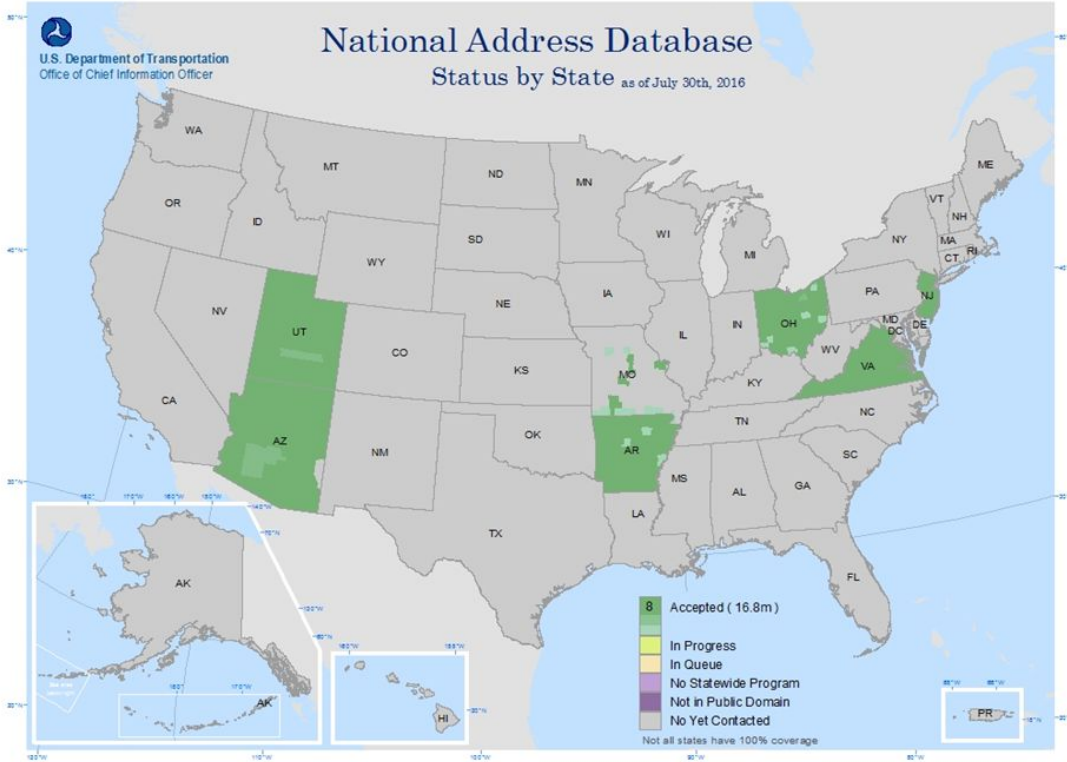 U.S. Department of Transportation
Office of Chief Information Officer
National Address Database
Status by State as of July 30th, 2016
WA
MT
ND
MN
ME
OR
ID
SD
WI
MI
VT
NH
NY
MA
RI
CT
WY
IA
PA
NJ
NE
NV
UT
IL
IN
OH
MD
DC
DE
CO
WV
KS
MO
VA
KY
CA
AZ
NM
OK
TN
NC
AR
SC
MS
AL
GA
LA
TX
FL
AK
AK
HI
PR
8 Accepted ( 16.8m )
In Progress
In Queue
No Statewide Program
Not in Public Domain
No Yet Contacted
Not all states have 100% coverage